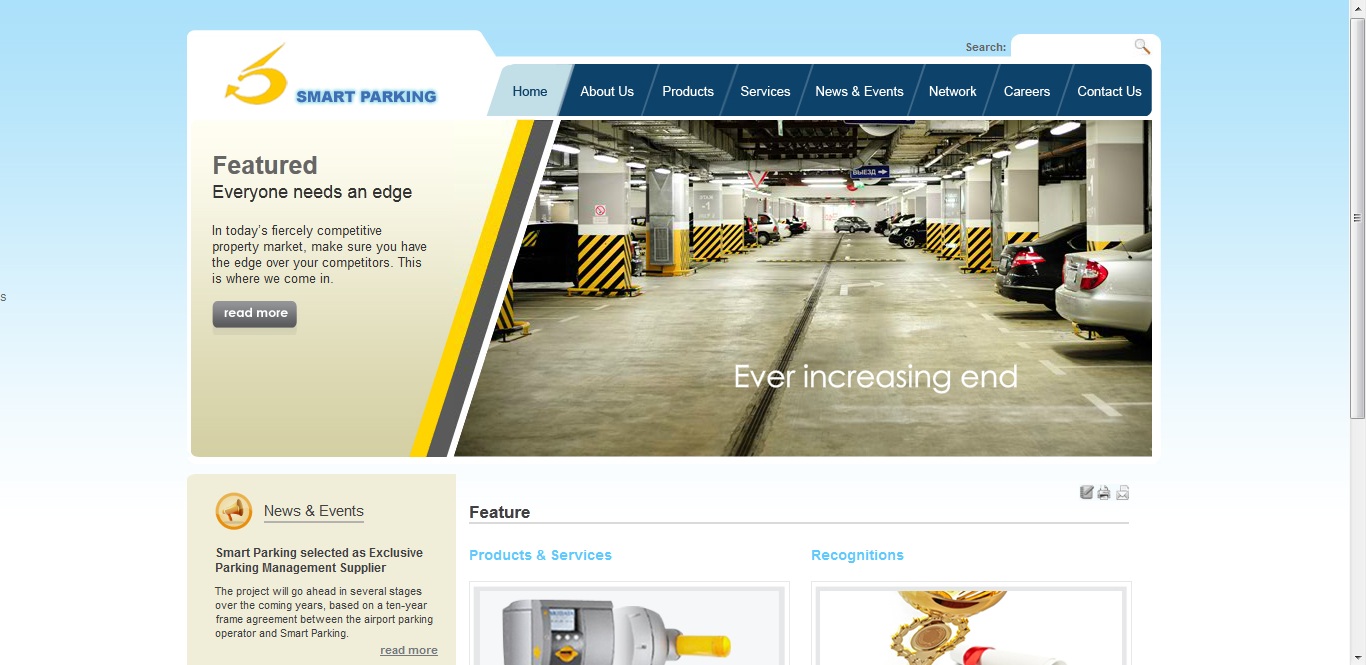 Search:
SMART PARKING
Home
About Us
Products
Services
News & Events
Network
Careers
Contact Us
Featured
Everyone needs an edge
In today's fiercely competitive
property market, make sure you have
the edge over your competitors. This
is where we come in.
read more
ВЫЕЗД
-1
Ever increasing end
s
News & Events
Smart Parking selected as Exclusive
Parking Management Supplier
The project will go ahead in several stages
over the coming years, based on a ten-year
frame agreement between the airport parking
operator and Smart Parking.
read more
Feature
Products & Services
Recognitions